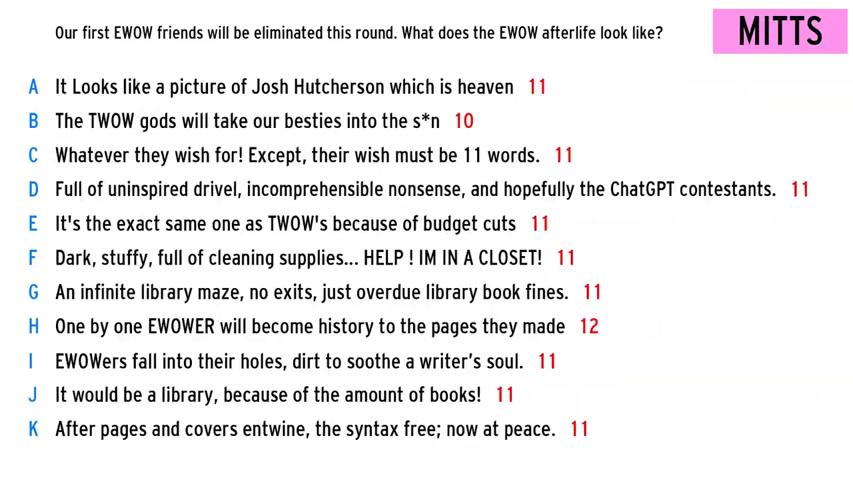 Our first EWOW friends will be eliminated this round. What does the EWOW afterlife look like?
MITTS
A It Looks like a picture of Josh Hutcherson which is heaven 11
B The TWOW gods will take our besties into the s*n 10
C Whatever they wish for! Except, their wish must be 11 words. 11
D Full of uninspired drivel, incomprehensible nonsense, and hopefully the ChatGPT contestants. 11
E It's the exact same one as TWOW's because of budget cuts 11
F Dark, stuffy, full of cleaning supplies... HELP ! IM IN A CLOSET! 11
G An infinite library maze, no exits, just overdue library book fines. 11
H One by one EWOWER will become history to the pages they made 12
I EWOWers fall into their holes, dirt to soothe a writer's soul. 11
J It would be a library, because of the amount of books! 11
K After pages and covers entwine, the syntax free; now at peace. 11